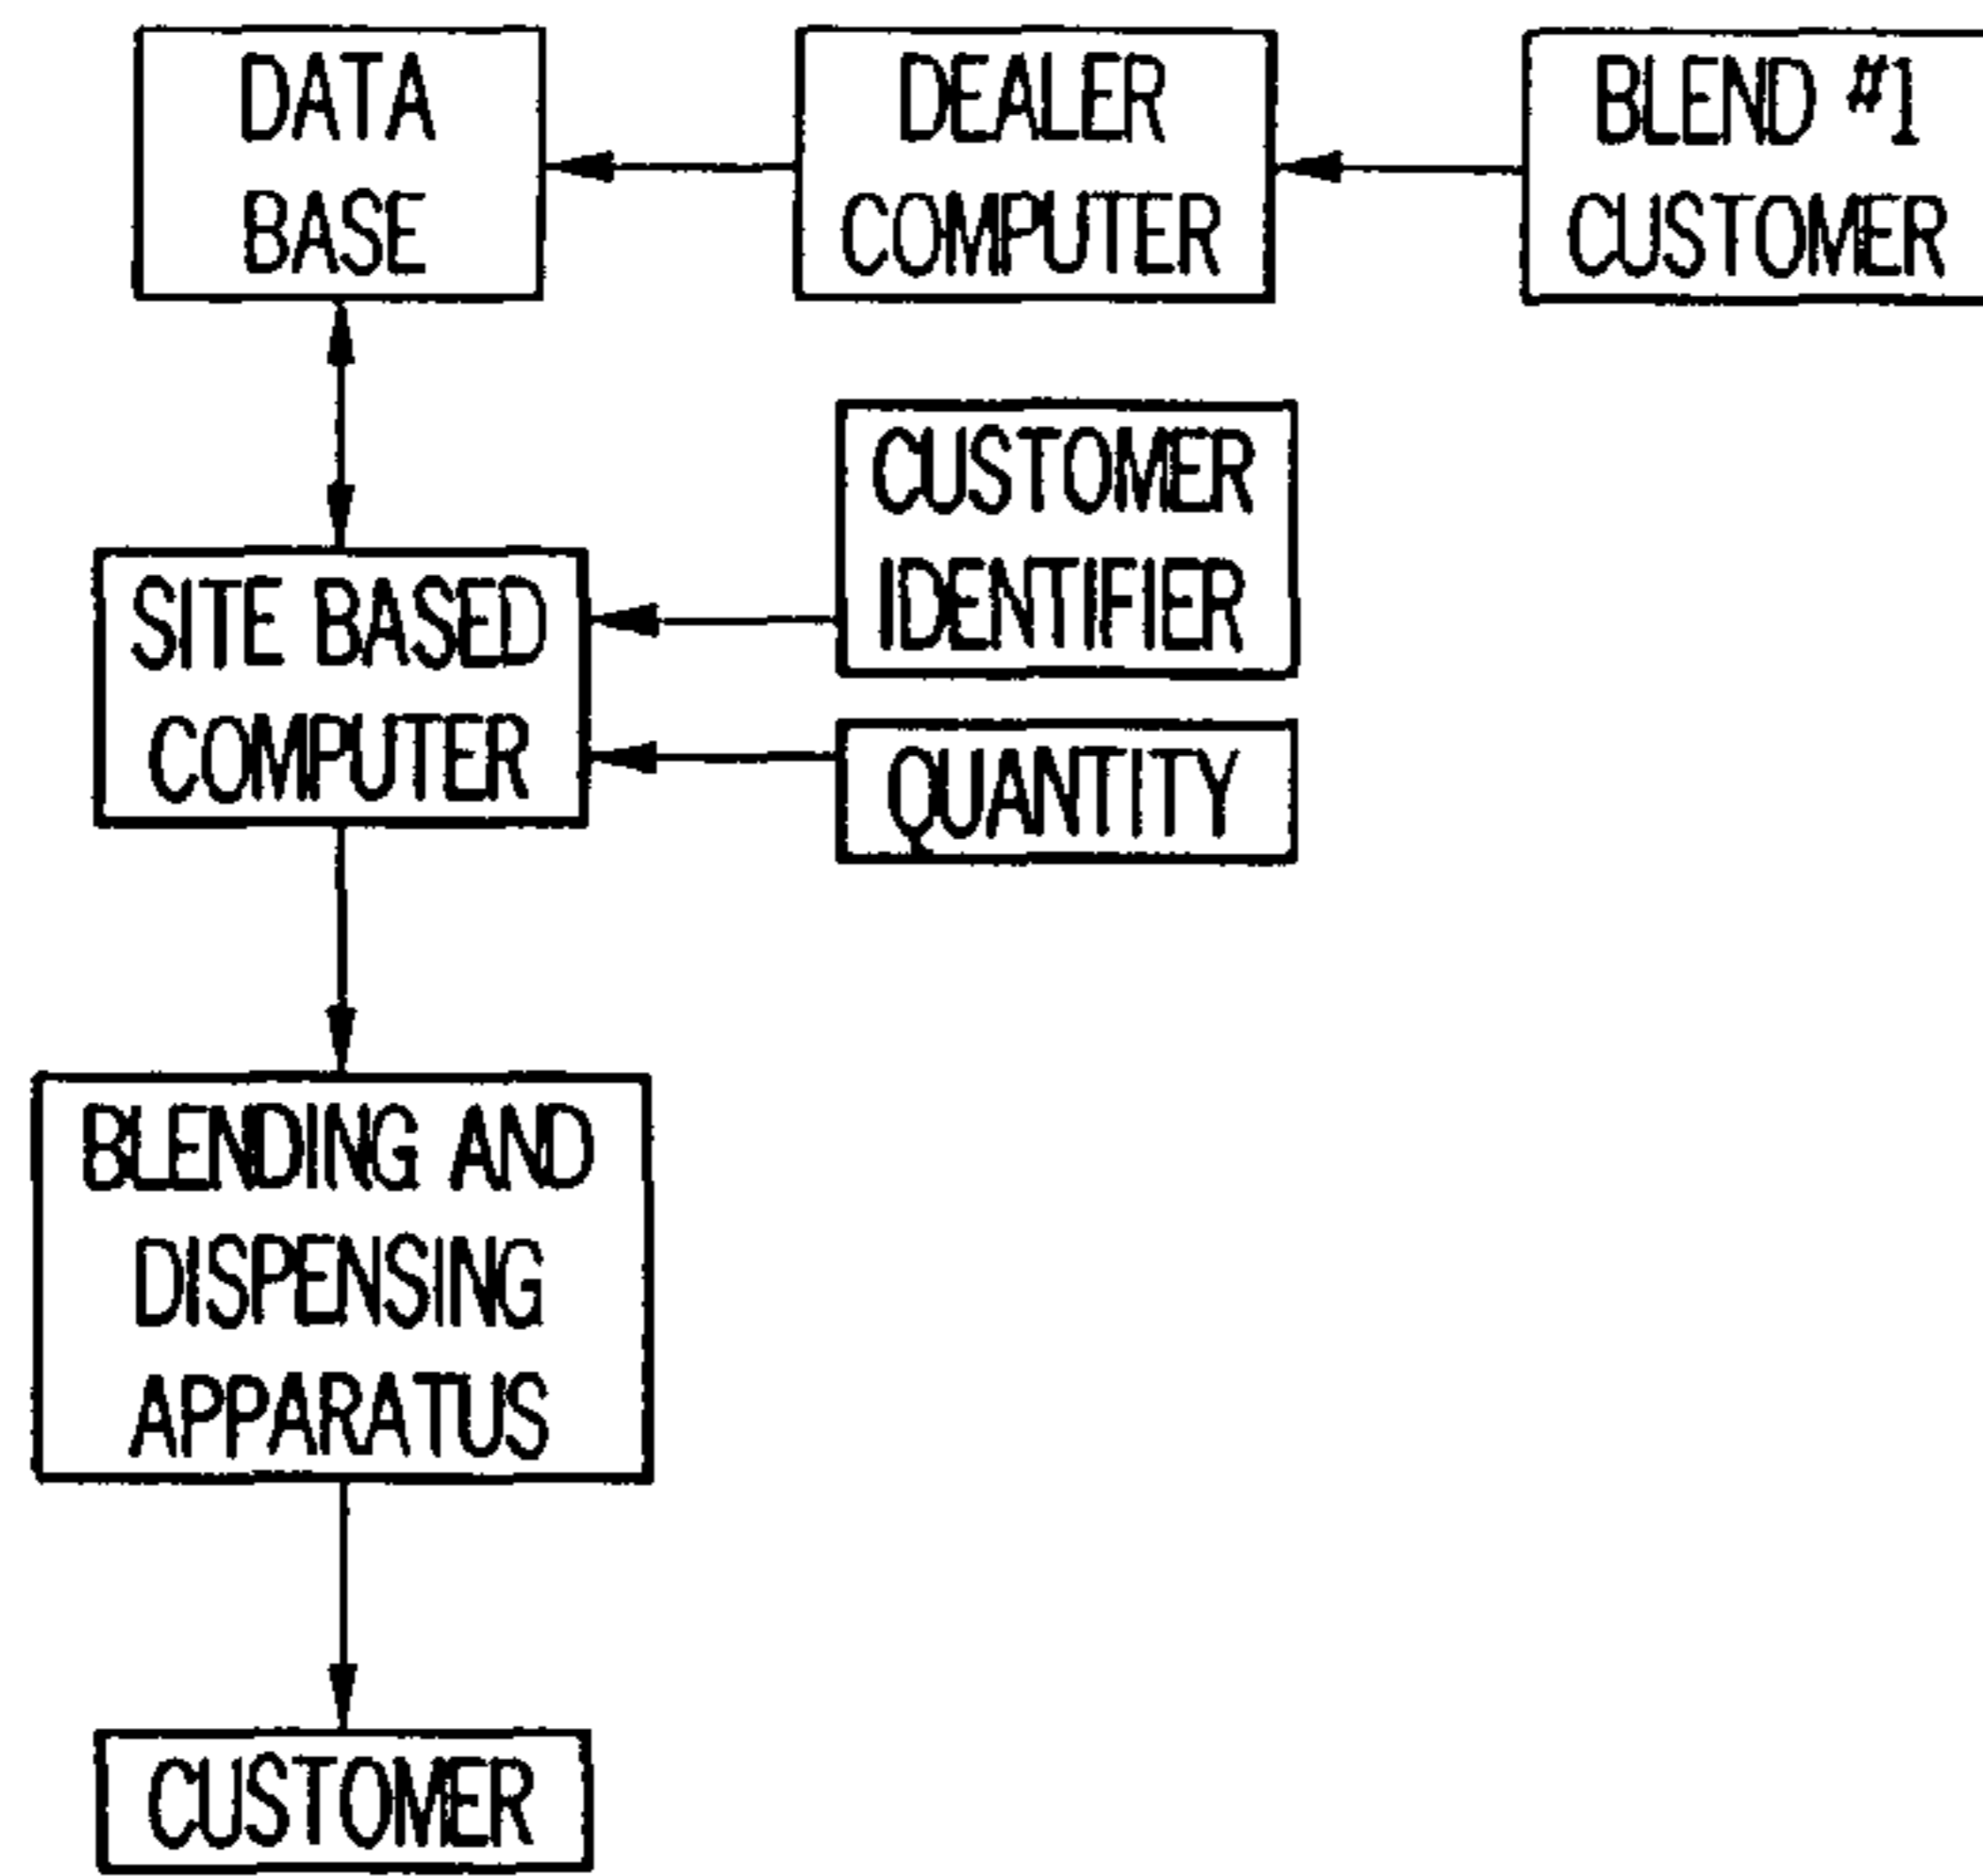 DATA
BASE
DEALER
COMPUTER
BLEND #1
CUSTOMER
CUSTOMER
IDENTIFIER
SITE BASED
COMPUTER
QUANTITY
BLENDING AND
DISPENSING
APPARATUS
CUSTOMER